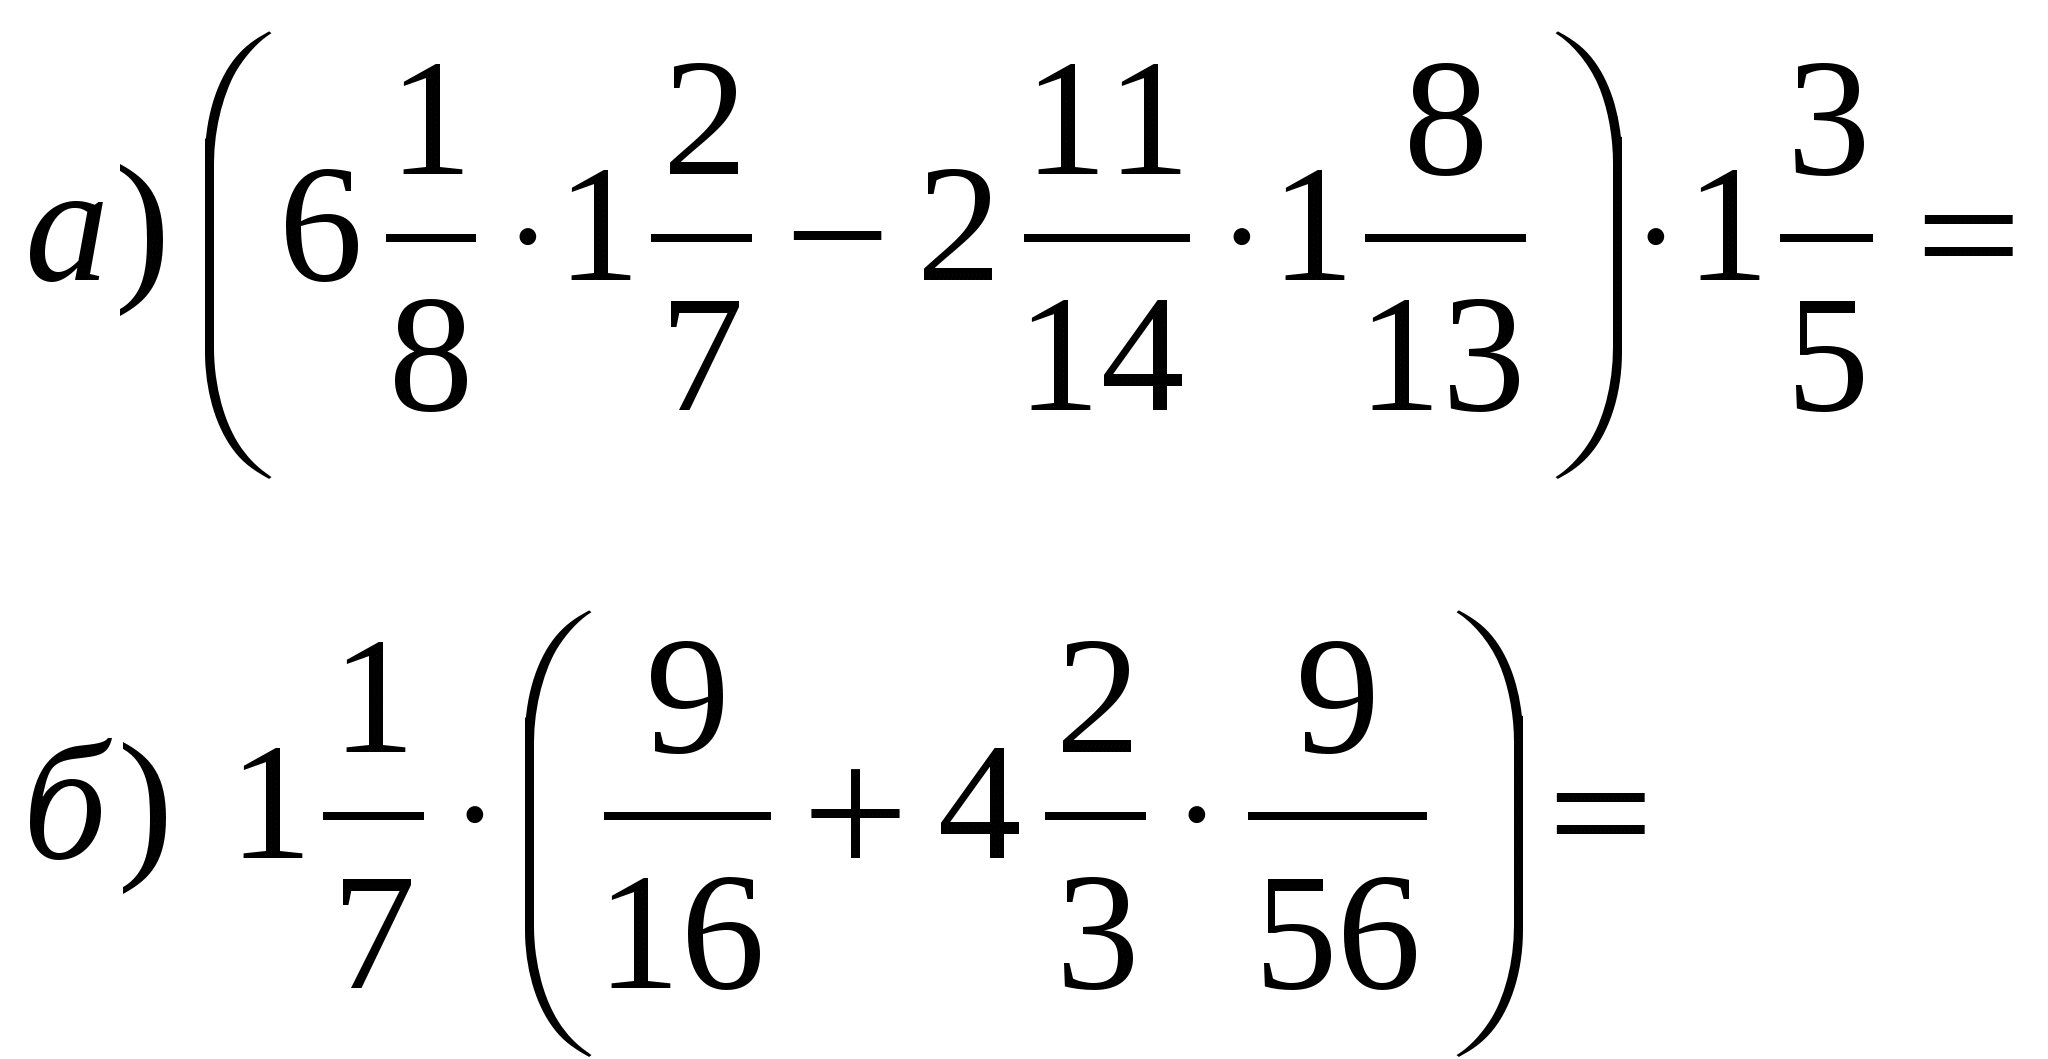 а) (6 1/8 · 1 2/7 − 2 11/14 · 1 8/13) · 1 3/5 =
б) 1 1/7 · (9/16 + 4 2/3 · 9/56) =